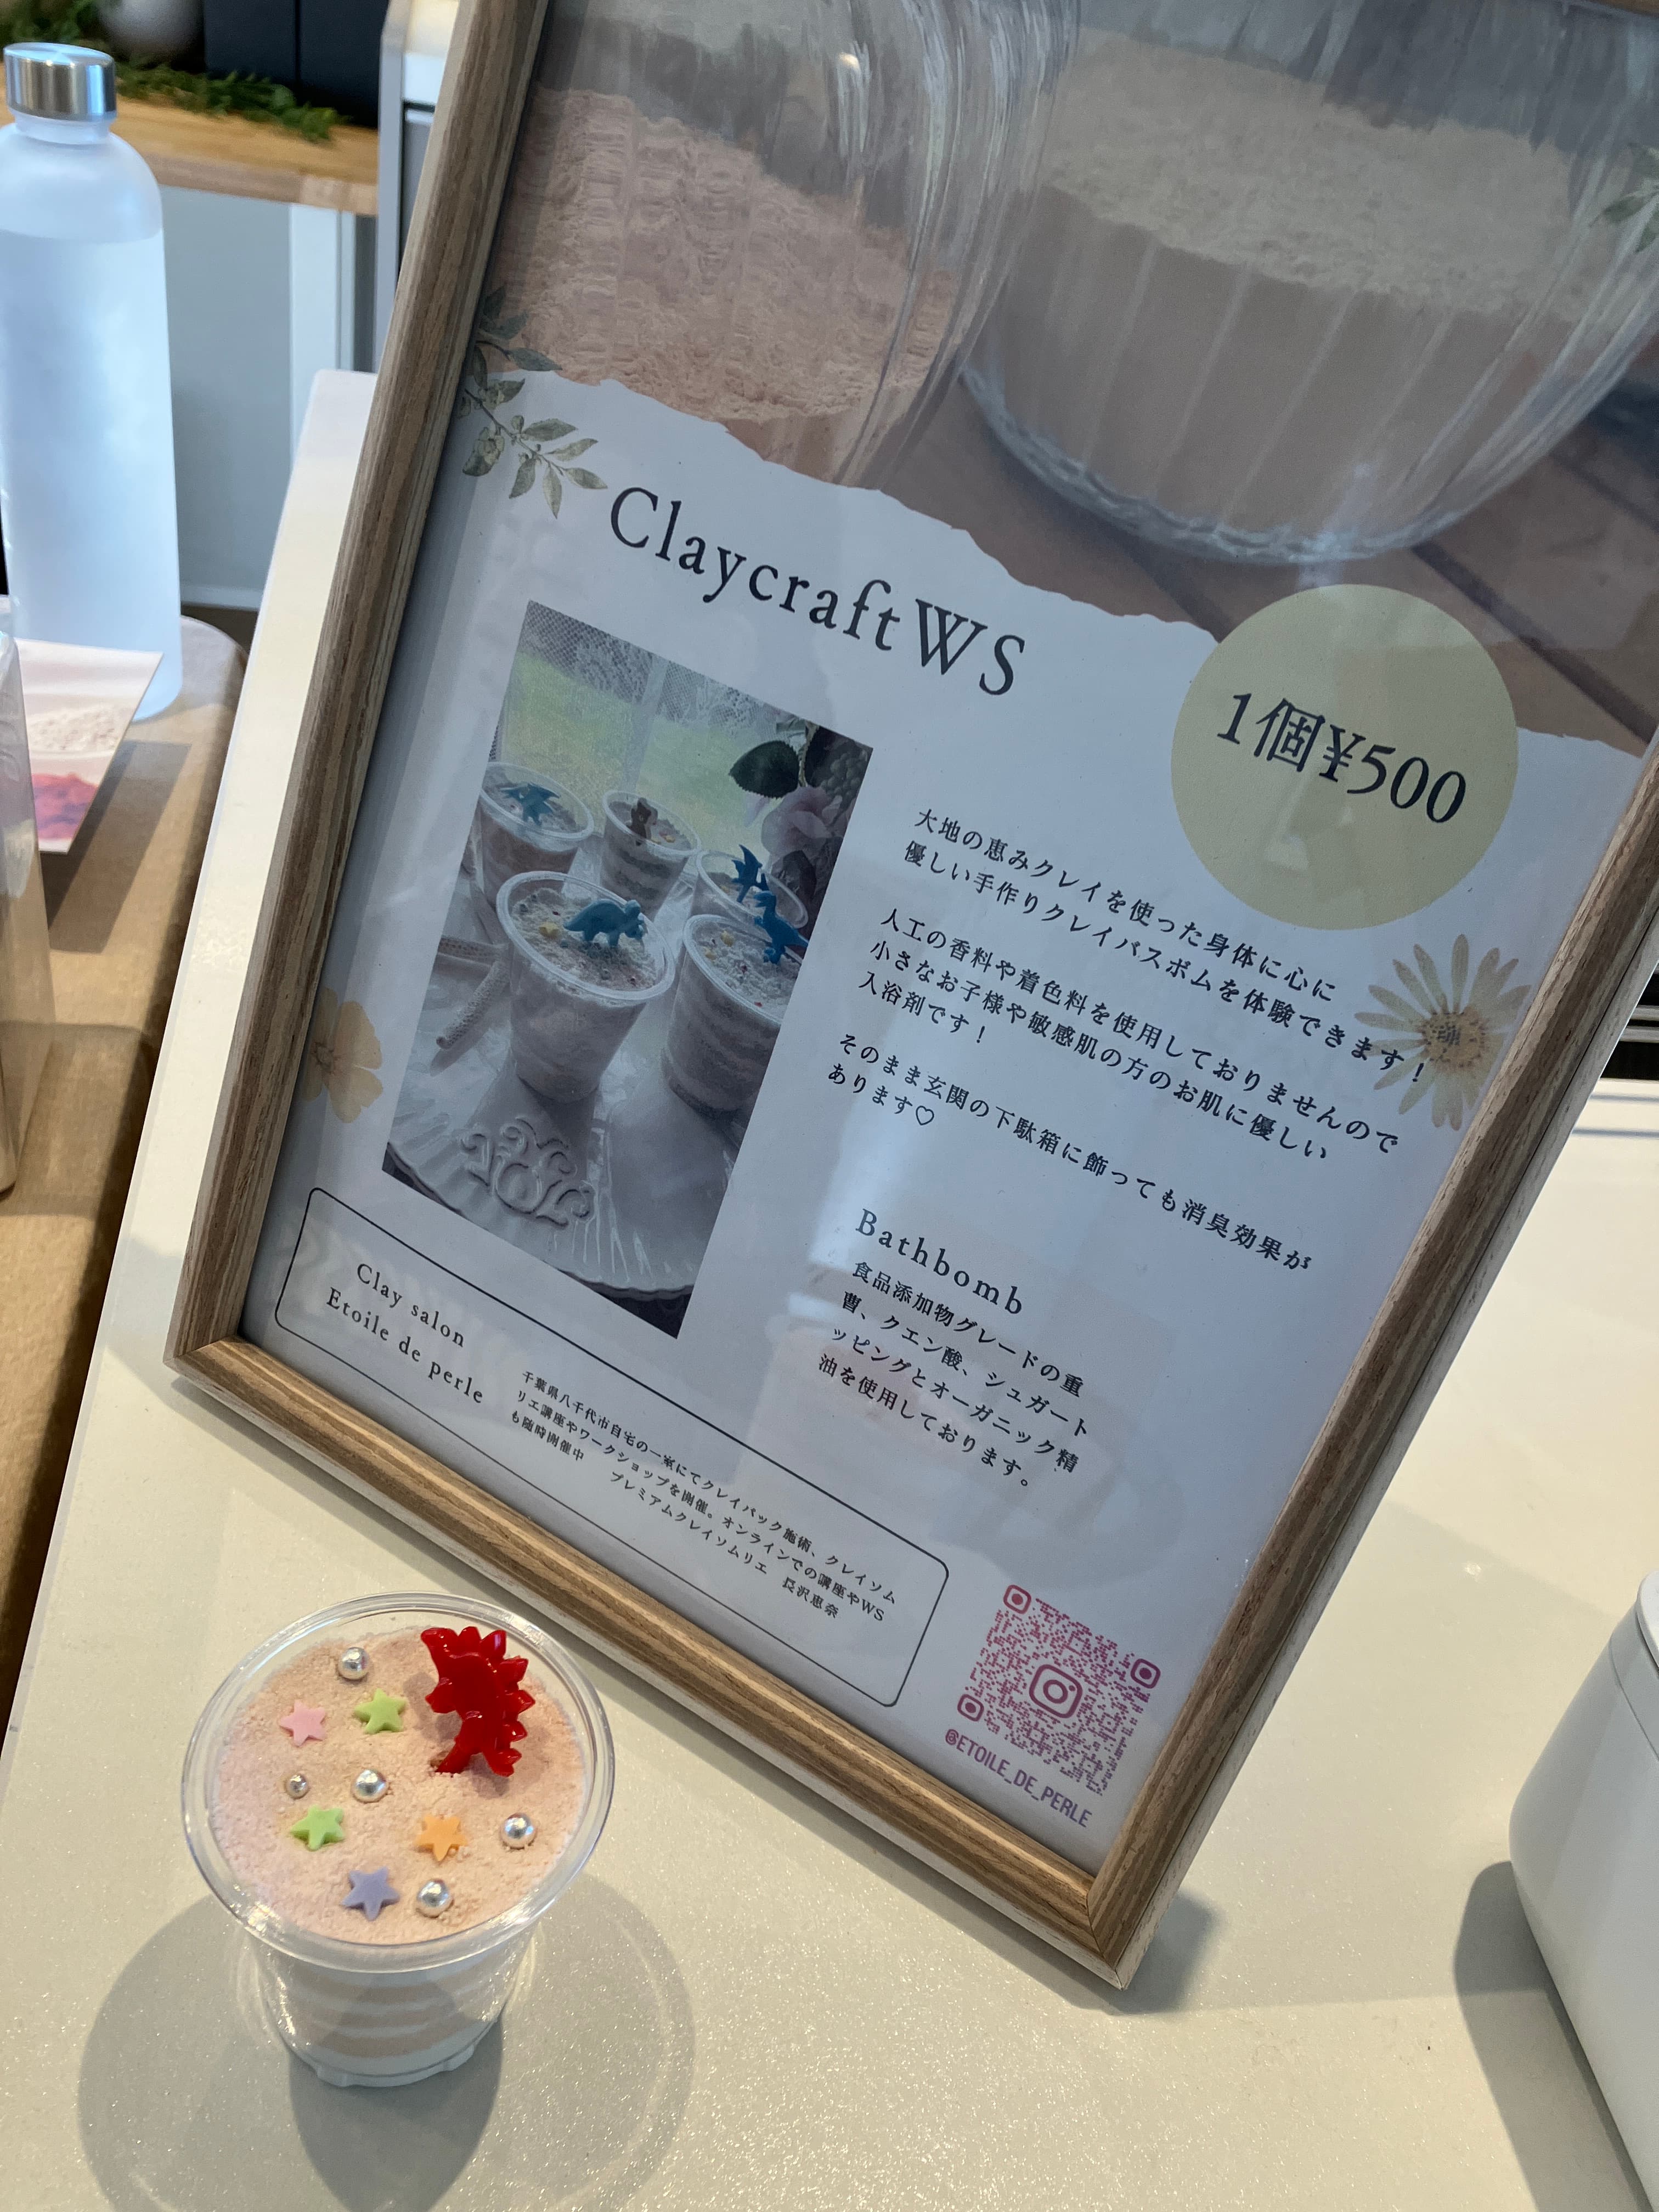 Claycraft WS
1個¥500
大地の恵みクレイを使った身体に心に
優しい手作りクレイバスボムを体験できます！
人工の香料や着色料を使用しておりませんので
小さなお子様や敏感肌の方のお肌に優しい
入浴剤です！
そのまま玄関の下駄箱に飾っても消臭効果が
あります♡
Bathbomb
食品添加物グレードの重
曹、クエン酸、シュガート
ッピングとオーガニック精
油を使用しております。
Clay salon
Etoile de perle
千葉県八千代市自宅の一室にてクレイパック施術、クレイソム
リエ講座やワークショップを開催。オンラインでの講座やWS
も随時開催中
プレミアムクレイソムリエ 長沢恵奈
@ETOILE_DE_PERLE